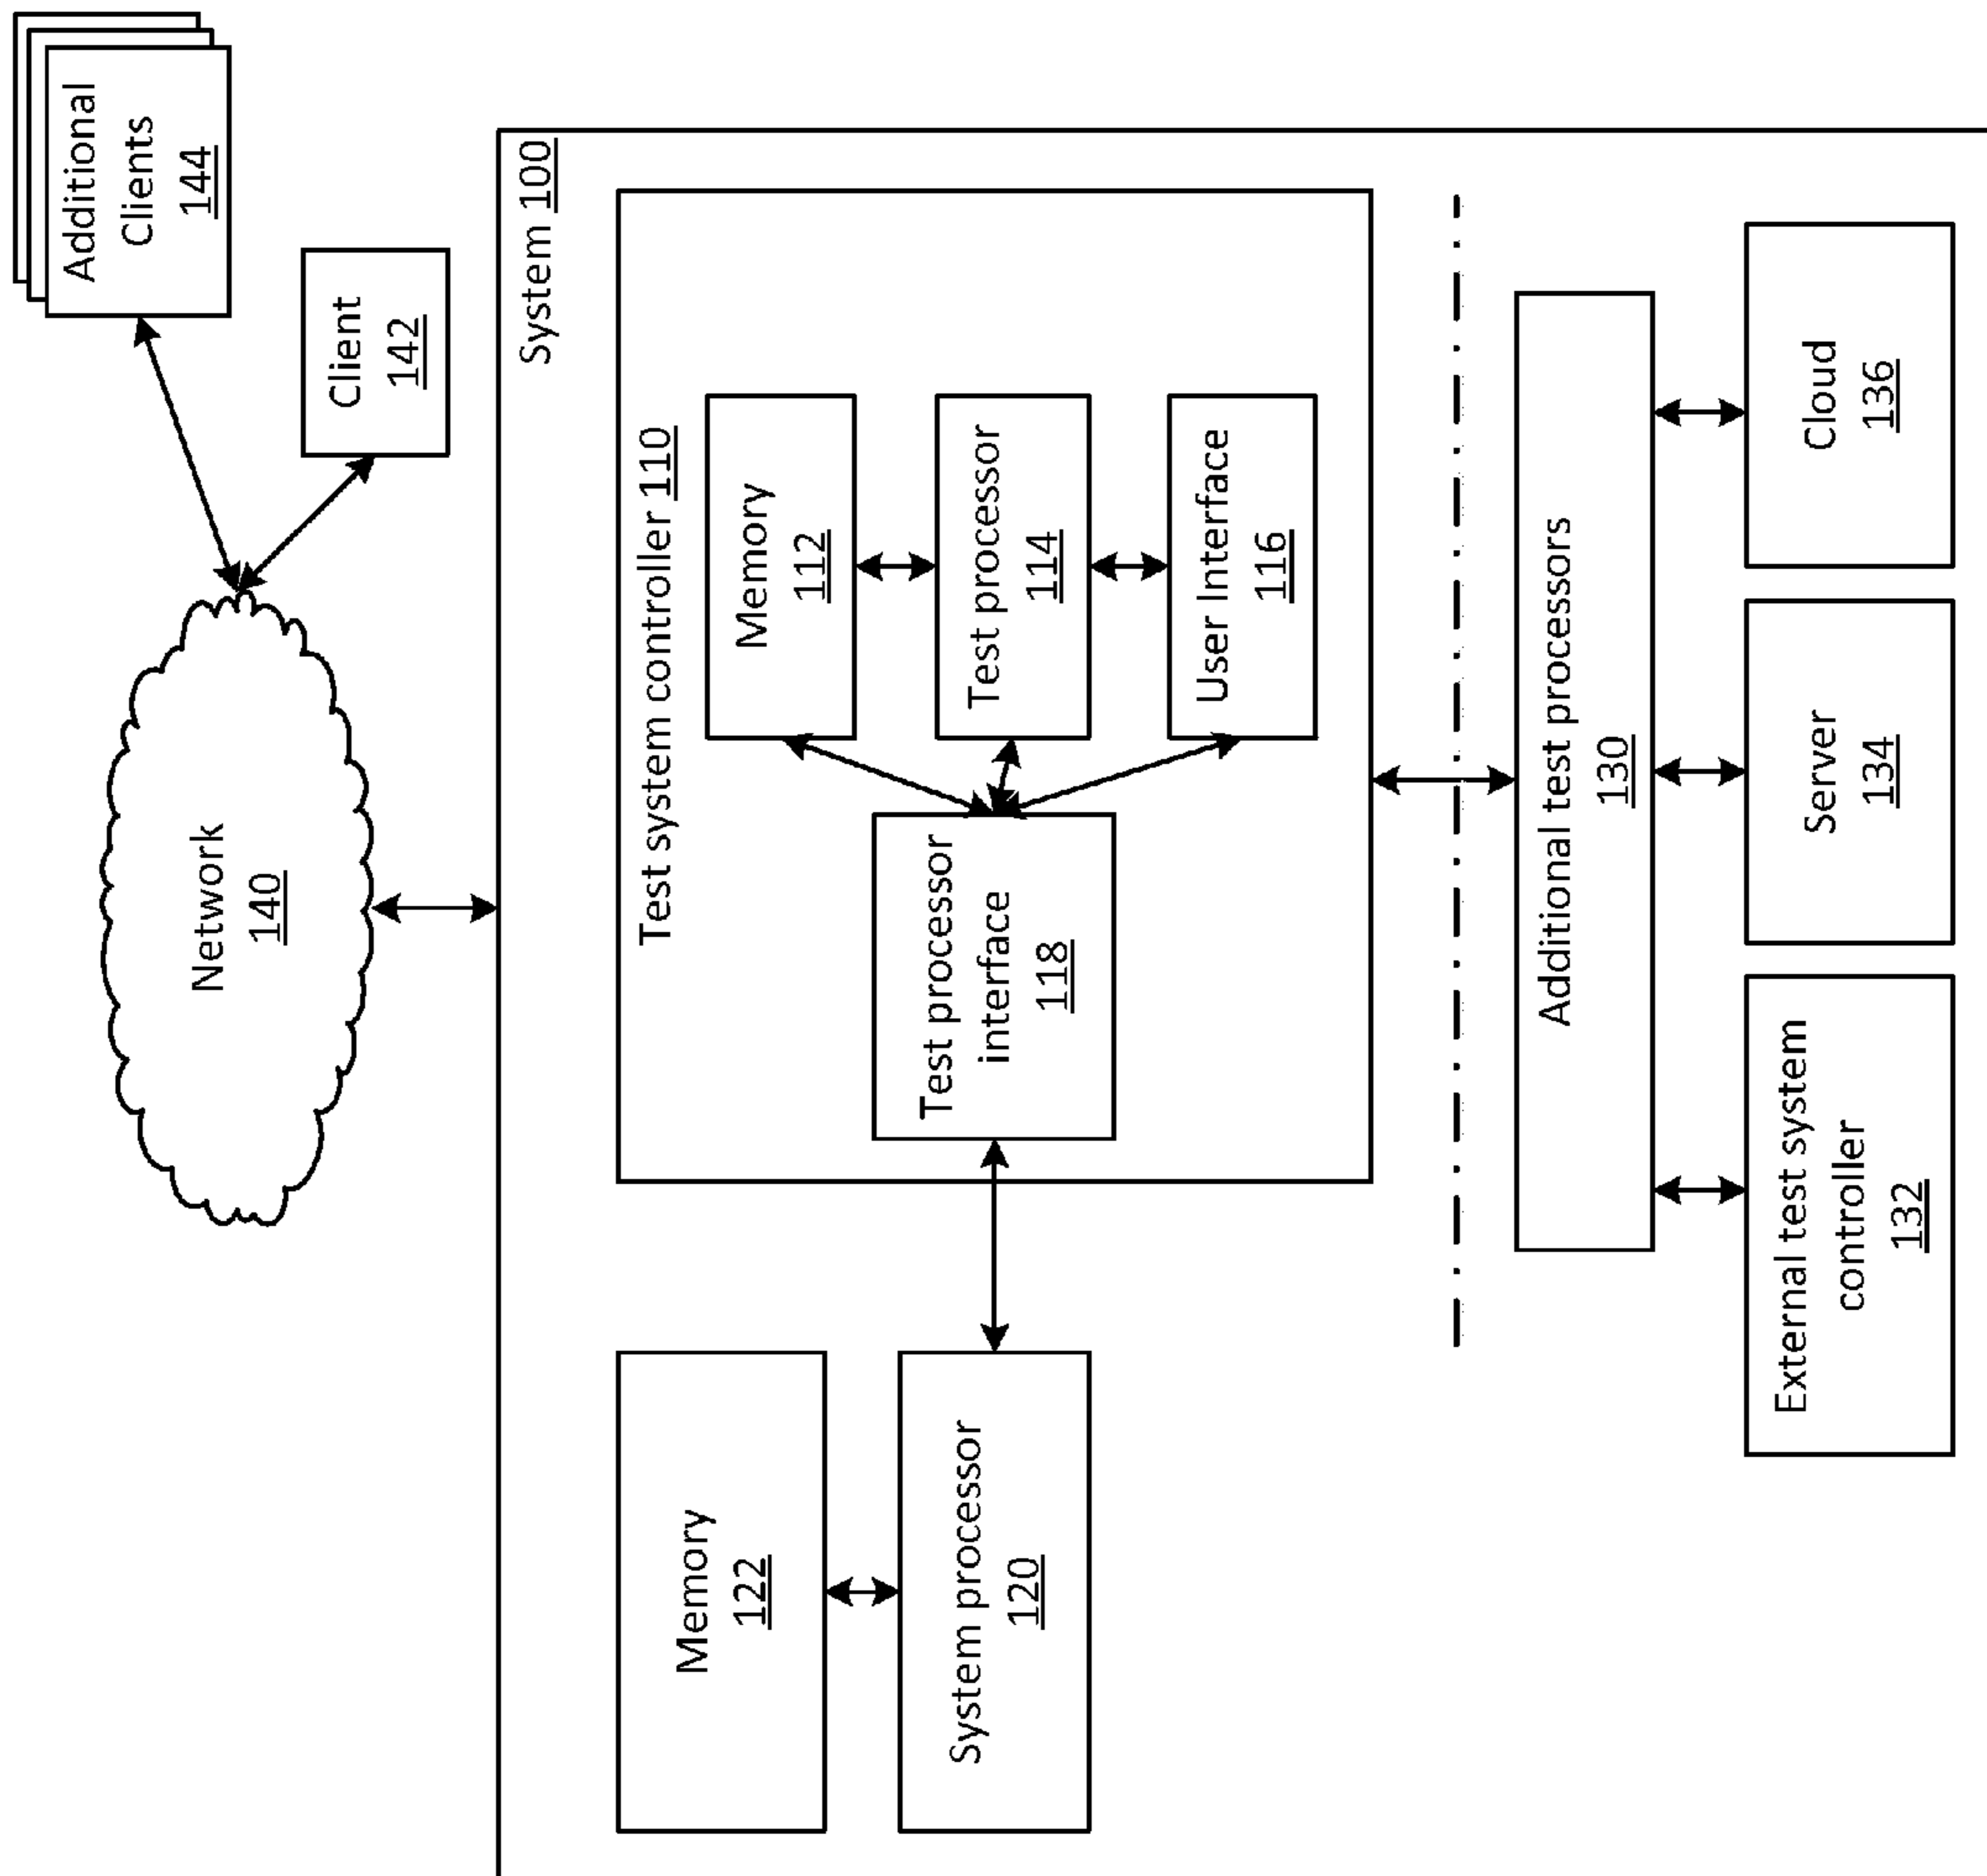 Additional
Clients
144
Client
142
Network
140
System 100
Test system controller 110
Memory
112
Test processor
114
User Interface
116
Test processor
interface
118
Memory
122
System processor
120
Additional test processors
130
External test system
controller
132
Server
134
Cloud
136